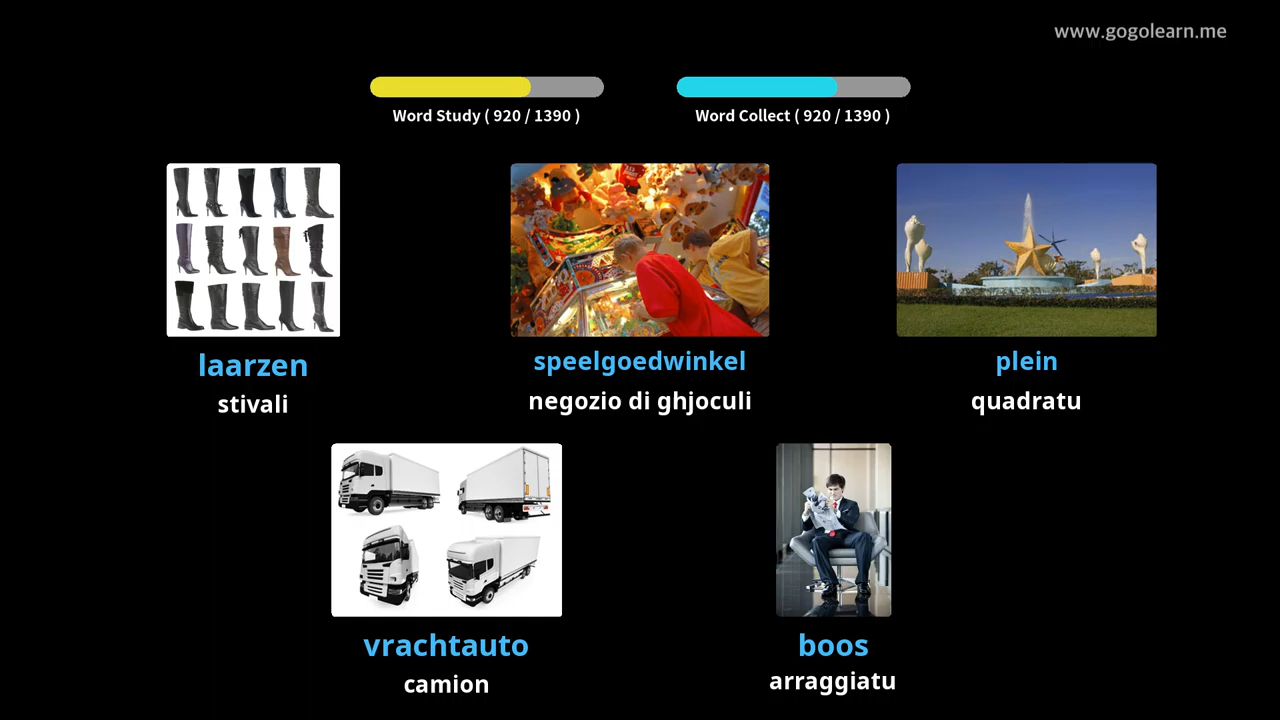 www.gogolearn.me
Word Study ( 920 / 1390 )
Word Collect ( 920 / 1390 )
laarzen
stivali
speelgoedwinkel
negozio di ghjoculi
plein
quadratu
vrachtauto
camion
boos
arraggiatu